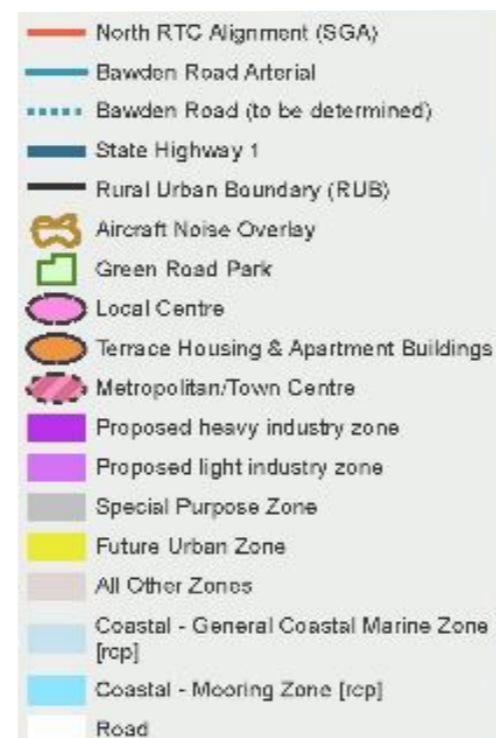 North RTC Alignment (SGA)
Bawden Road Arterial
Bawden Road (to be determined)
State Highway 1
Rural Urban Boundary (RUB)
Aircraft Noise Overlay
Green Road Park
Local Centre
Terrace Housing & Apartment Buildings
Metropolitan/Town Centre
Proposed heavy industry zone
Proposed light industry zone
Special Purpose Zone
Future Urban Zone
All Other Zones
Coastal - General Coastal Marine Zone
[rcp]
Coastal - Mooring Zone [rcp]
Road